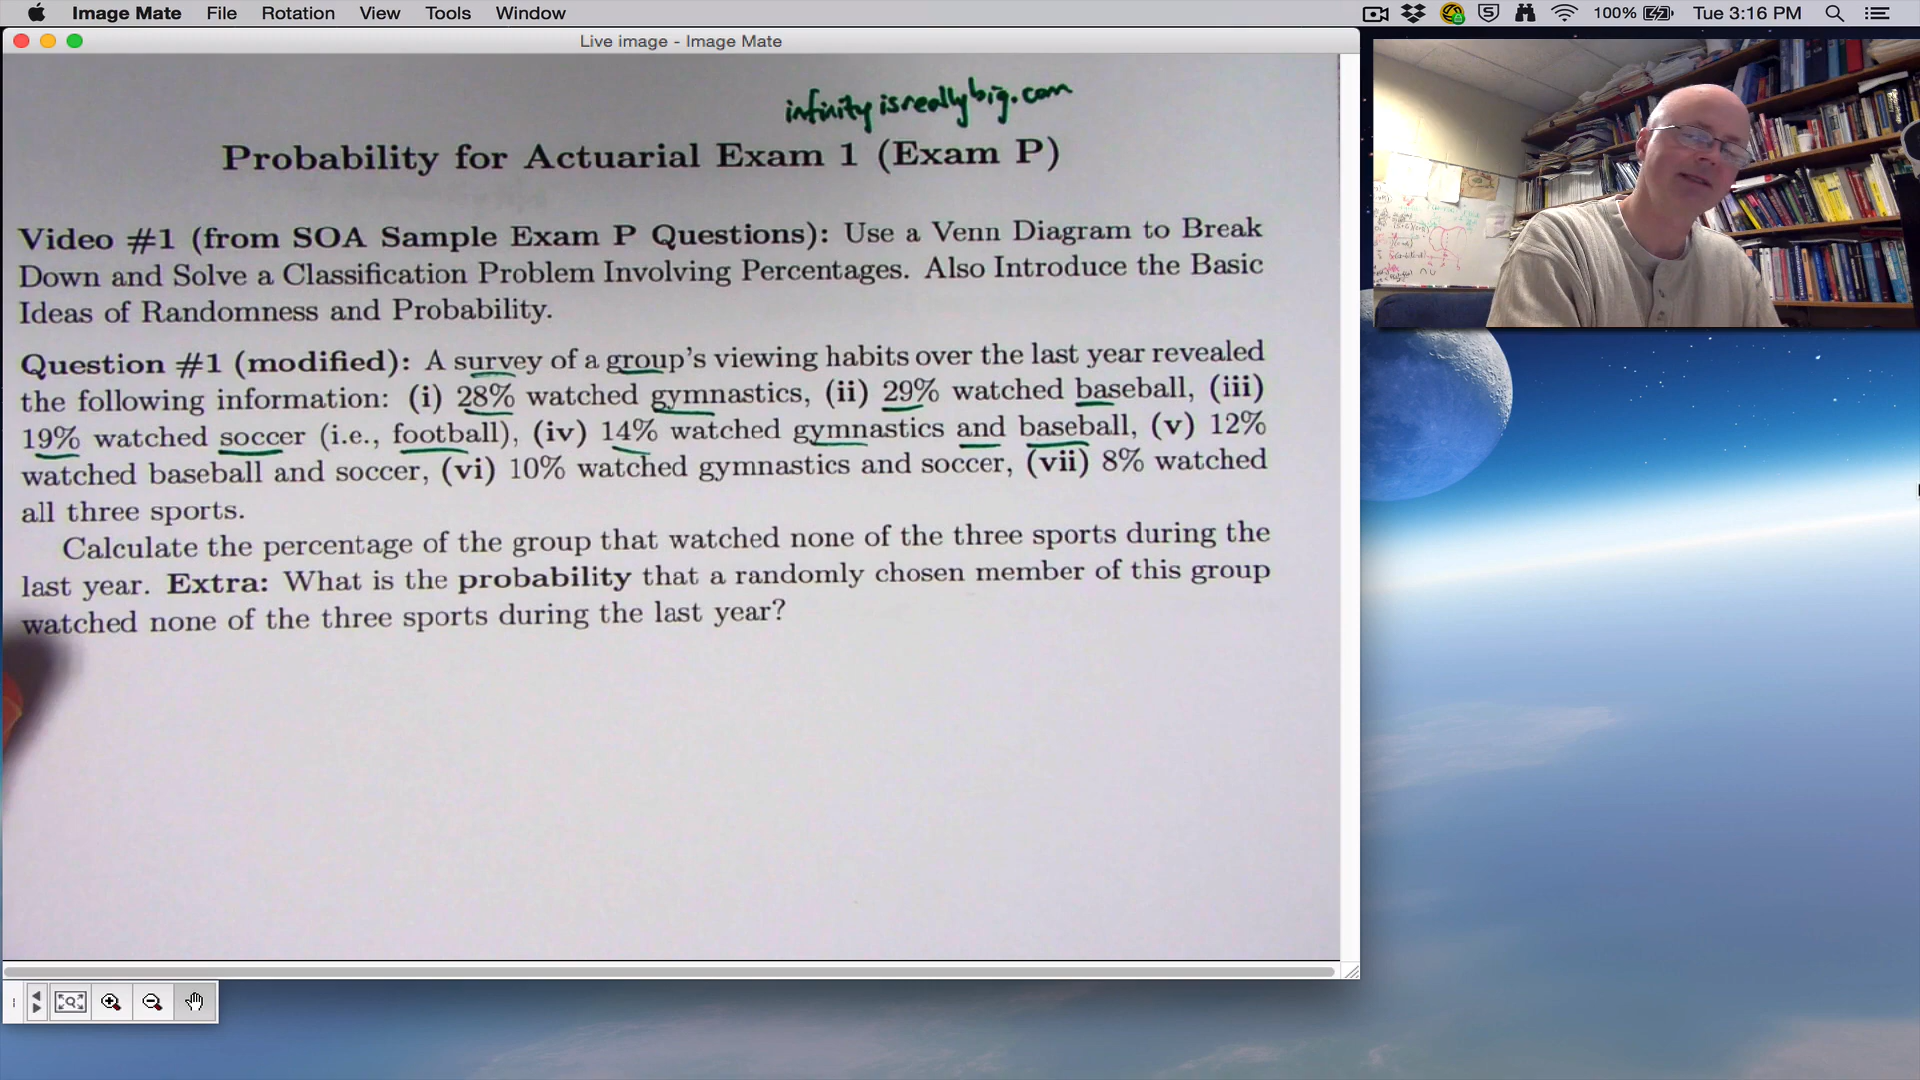 Image Mate File Rotation View Tools Window 100% Tue 3:16 PM
Live image - Image Mate
infinityisreallybig.com
Probability for Actuarial Exam 1 (Exam P)
Video #1 (from SOA Sample Exam P Questions): Use a Venn Diagram to Break
Down and Solve a Classification Problem Involving Percentages. Also Introduce the Basic
Ideas of Randomness and Probability.
Question #1 (modified): A survey of a group's viewing habits over the last year revealed
the following information: (i) 28% watched gymnastics, (ii) 29% watched baseball, (iii)
19% watched soccer (i.e., football), (iv) 14% watched gymnastics and baseball, (v) 12%
watched baseball and soccer, (vi) 10% watched gymnastics and soccer, (vii) 8% watched
all three sports.
Calculate the percentage of the group that watched none of the three sports during the
last year. Extra: What is the probability that a randomly chosen member of this group
watched none of the three sports during the last year?